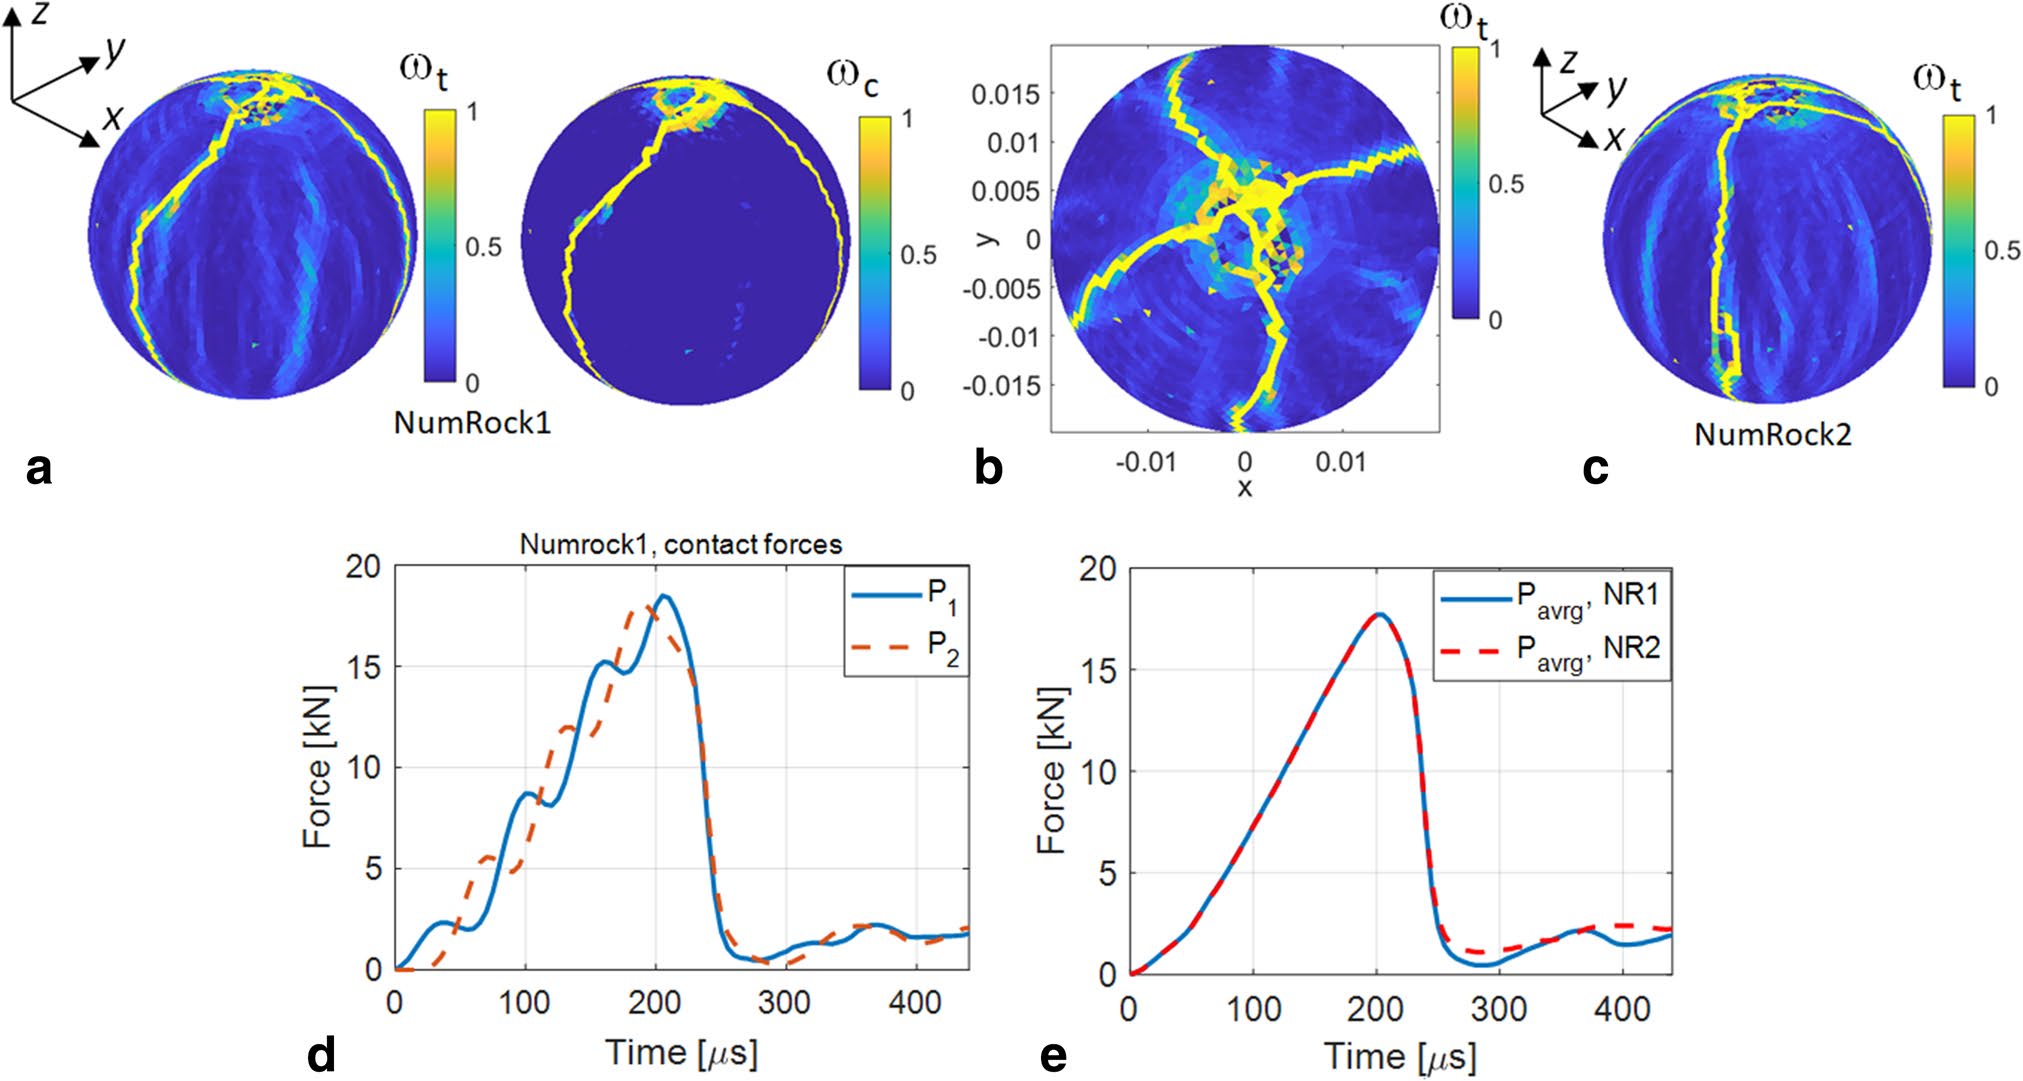 z
y
x
ωt
1
0.5
0
NumRock1
ωc
1
0.5
0
a
0.015
0.01
0.005
0
-0.005
-0.01
-0.015
y
-0.01 0 0.01
x
ωt
1
0.5
0
b
z
y
x
ωt
1
0.5
0
NumRock2
c
Numrock1, contact forces
20
15
10
5
0
Force [kN]
P1
P2
0 100 200 300 400
Time [μs]
d
20
15
10
5
0
Force [kN]
Pavrg, NR1
Pavrg, NR2
0 100 200 300 400
Time [μs]
e